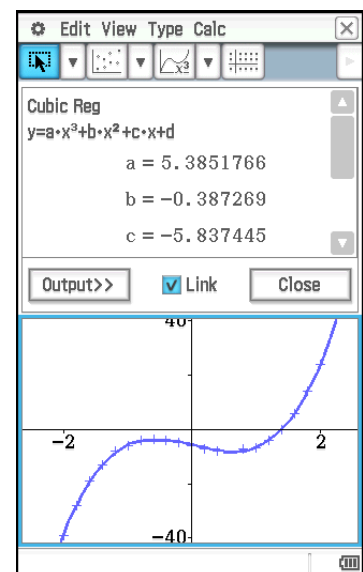 Edit View Type Calc
Cubic Reg
y=a·x³+b·x²+c·x+d
a = 5.3851766
b = −0.387269
c = −5.837445
Output>> Link Close
40
−2 2
−40